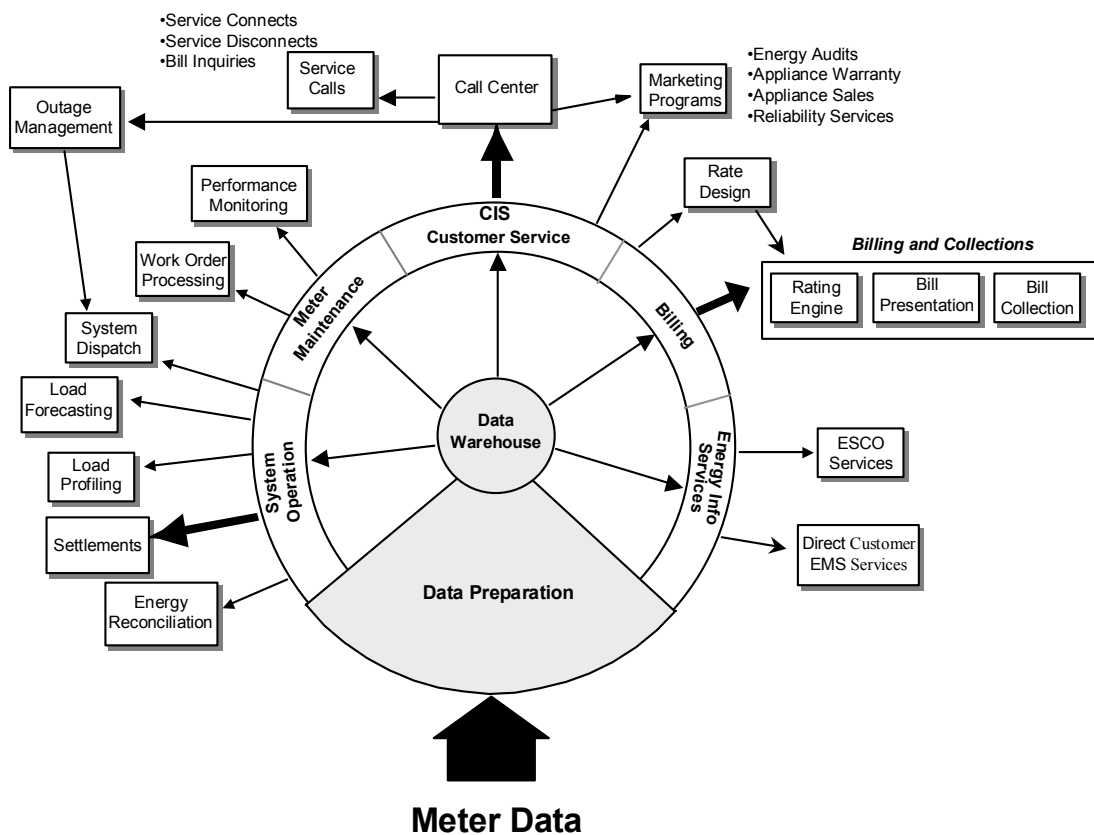 •Service Connects
•Service Disconnects
•Bill Inquiries
Service
Calls
Call Center
Marketing
Programs
•Energy Audits
•Appliance Warranty
•Appliance Sales
•Reliability Services
Outage
Management
Performance
Monitoring
Rate
Design
CIS
Customer Service
Work Order
Processing
Meter
Maintenance
Billing
Billing and Collections
Rating
Engine
Bill
Presentation
Bill
Collection
System
Dispatch
Load
Forecasting
Load
Profiling
Settlements
Energy
Reconciliation
System
Operation
Data
Warehouse
Energy Info
Services
ESCO
Services
Direct Customer
EMS Services
Data Preparation
Meter Data